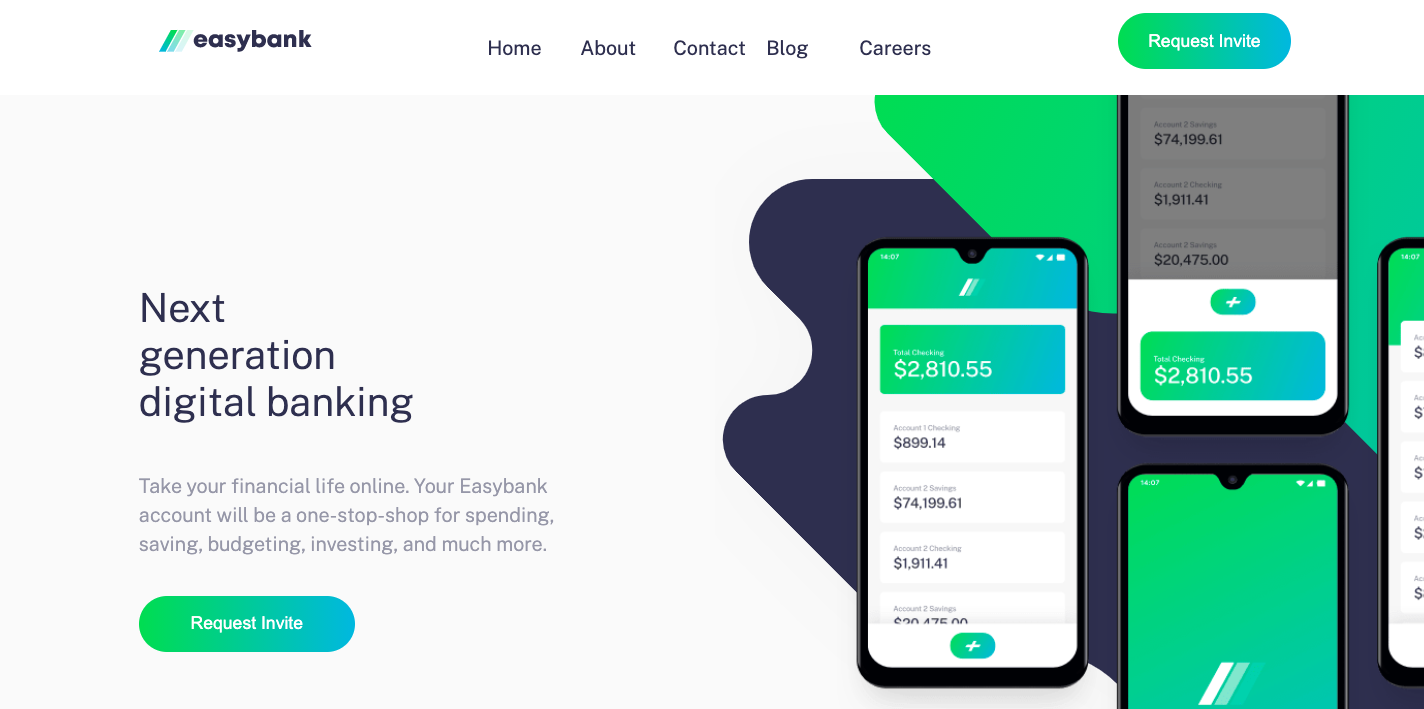 easybank
Home About Contact Blog Careers
Request Invite
Next
generation
digital banking
Take your financial life online. Your Easybank
account will be a one-stop-shop for spending,
saving, budgeting, investing, and much more.
Request Invite
14:07
Total Checking
$2,810.55
Account 1 Checking
$899.14
Account 2 Savings
$74,199.61
Account 2 Checking
$1,911.41
Account 2 Savings
$20,475.00
Account 2 Savings
$74,199.61
Account 2 Checking
$1,911.41
Account 2 Savings
$20,475.00
Total Checking
$2,810.55
14:07
14:07